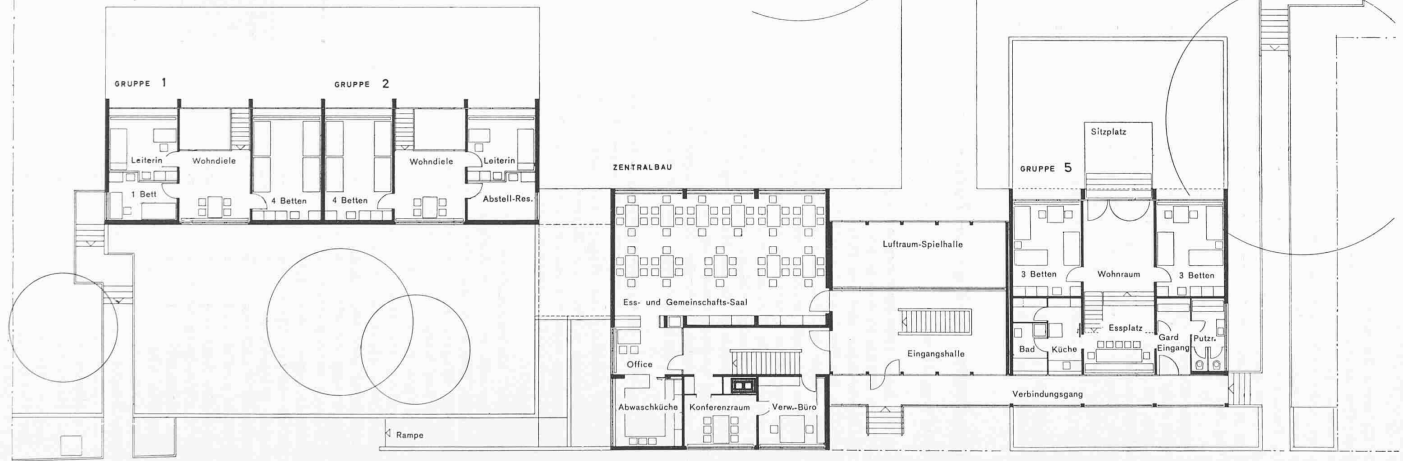 GRUPPE 1
GRUPPE 2
Leiterin
Wohndiele
1 Bett
4 Betten
4 Betten
Wohndiele
Leiterin
Abstell-Res.
ZENTRALBAU
Ess- und Gemeinschafts-Saal
Office
Abwaschküche
Konferenzraum
Verw.-Büro
Rampe
Luftraum-Spielhalle
Eingangshalle
Verbindungsgang
GRUPPE 5
Sitzplatz
3 Betten
Wohnraum
3 Betten
Bad
Küche
Essplatz
Gard
Eingang
Putzr.